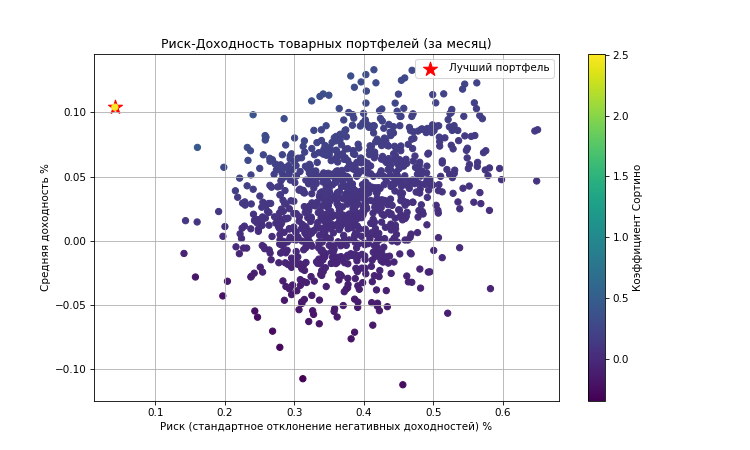 Риск-Доходность товарных портфелей (за месяц)
Лучший портфель
Средняя доходность %
0.10
0.05
0.00
−0.05
−0.10
0.1 0.2 0.3 0.4 0.5 0.6
Риск (стандартное отклонение негативных доходностей) %
2.5
2.0
1.5
1.0
0.5
0.0
Коэффициент Сортино